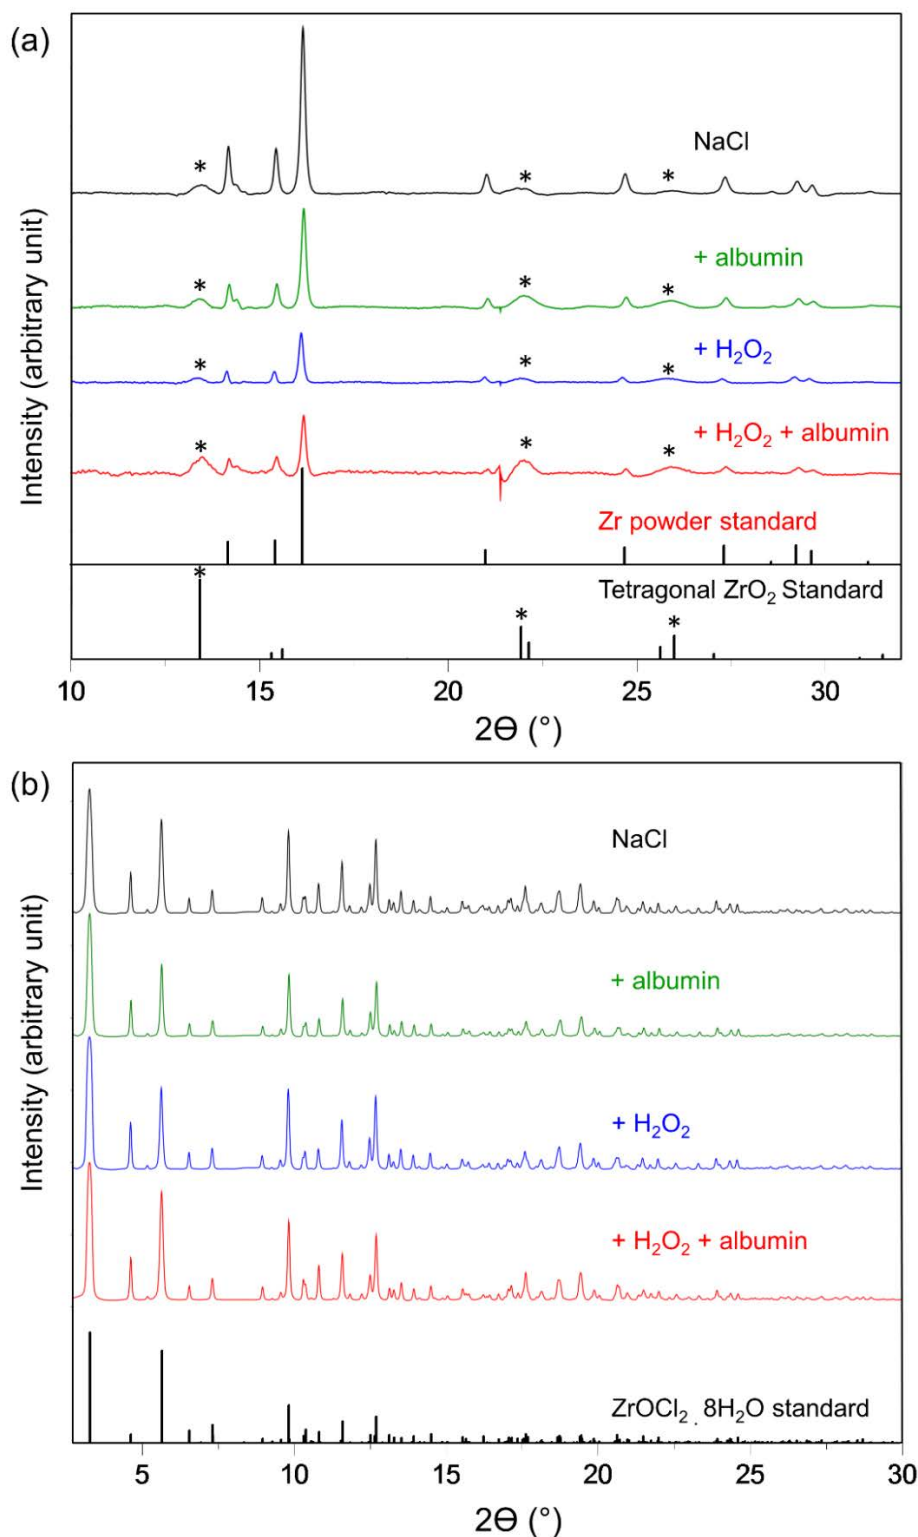 (a)
NaCl
*
*
*
+ albumin
*
*
*
+ H₂O₂
*
*
*
+ H₂O₂ + albumin
*
*
*
Zr powder standard
Tetragonal ZrO₂ Standard
*
*
*
Intensity (arbitrary unit)
10 15 20 25 30
2ϴ (°)
(b)
NaCl
+ albumin
+ H₂O₂
+ H₂O₂ + albumin
ZrOCl₂ . 8H₂O standard
Intensity (arbitrary unit)
5 10 15 20 25 30
2ϴ (°)